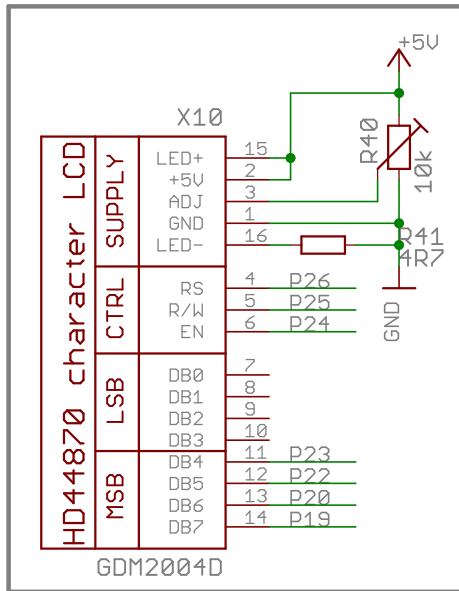 +5V
X10
R40
10k
HD44870 character LCD
SUPPLY
LED+ 15
+5V 2
ADJ 3
GND 1
LED- 16
R41
4R7
CTRL
RS 4 P26
R/W 5 P25
EN 6 P24
GND
LSB
DB0 7
DB1 8
DB2 9
DB3 10
MSB
DB4 11 P23
DB5 12 P22
DB6 13 P20
DB7 14 P19
GDM2004D